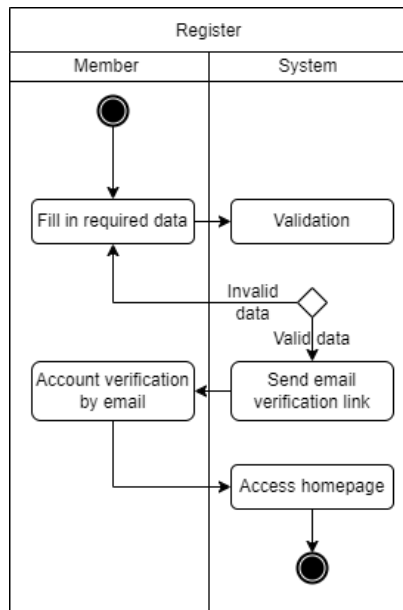 Register
Member
System
Fill in required data
Validation
Invalid
data
Valid data
Account verification
by email
Send email
verification link
Access homepage